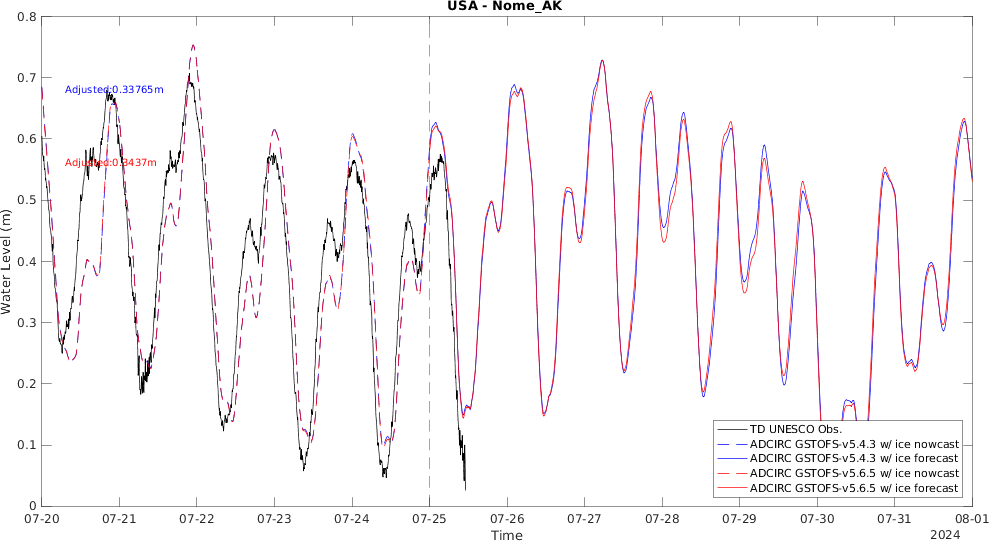 USA - Nome_AK
Water Level (m)
0.8
0.7
0.6
0.5
0.4
0.3
0.2
0.1
0
Adjusted:0.33765m
Adjusted:0.3437m
TD UNESCO Obs.
ADCIRC GSTOFS-v5.4.3 w/ ice nowcast
ADCIRC GSTOFS-v5.4.3 w/ ice forecast
ADCIRC GSTOFS-v5.6.5 w/ ice nowcast
ADCIRC GSTOFS-v5.6.5 w/ ice forecast
07-20 07-21 07-22 07-23 07-24 07-25 07-26 07-27 07-28 07-29 07-30 07-31 08-01
Time
2024